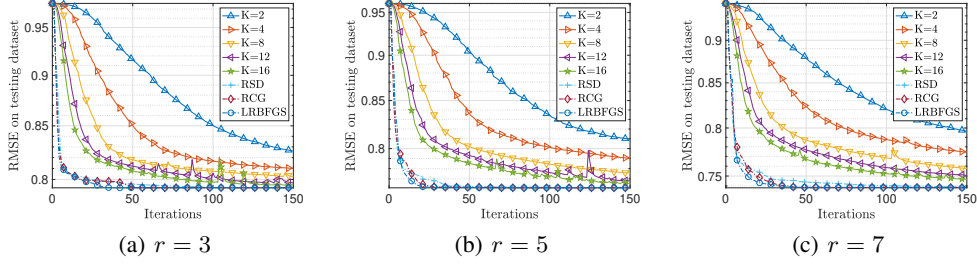 RMSE on testing dataset
0.95
0.9
0.85
0.8
K=2
K=4
K=8
K=12
K=16
RSD
RCG
LRBFGS
0 50 100 150
Iterations
(a) r = 3
RMSE on testing dataset
0.95
0.9
0.85
0.8
K=2
K=4
K=8
K=12
K=16
RSD
RCG
LRBFGS
0 50 100 150
Iterations
(b) r = 5
RMSE on testing dataset
0.95
0.9
0.85
0.8
0.75
K=2
K=4
K=8
K=12
K=16
RSD
RCG
LRBFGS
0 50 100 150
Iterations
(c) r = 7